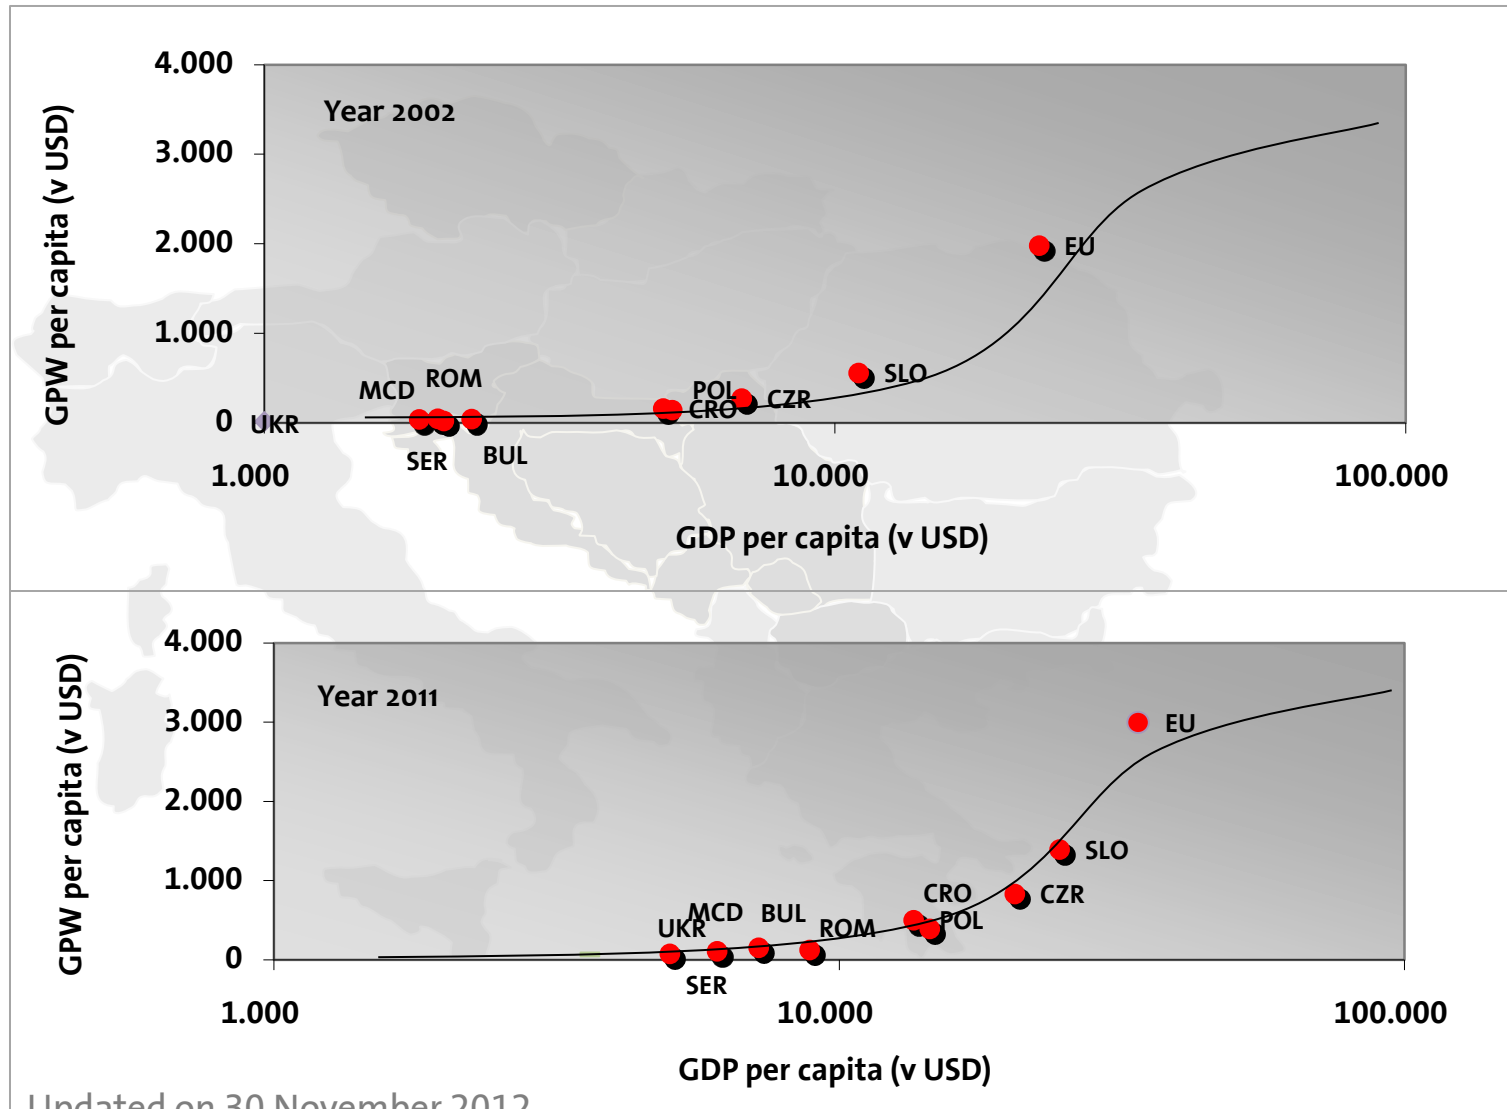 4.000
Year 2002
3.000
2.000
1.000
0
GPW per capita (v USD)
EU
SLO
MCD
ROM
POL
CZR
CRO
UKR
SER
BUL
1.000
10.000
100.000
GDP per capita (v USD)
4.000
Year 2011
3.000
2.000
1.000
0
GPW per capita (v USD)
EU
SLO
CRO
CZR
MCD
BUL
POL
UKR
ROM
SER
1.000
10.000
100.000
GDP per capita (v USD)
Updated on 30 November 2012